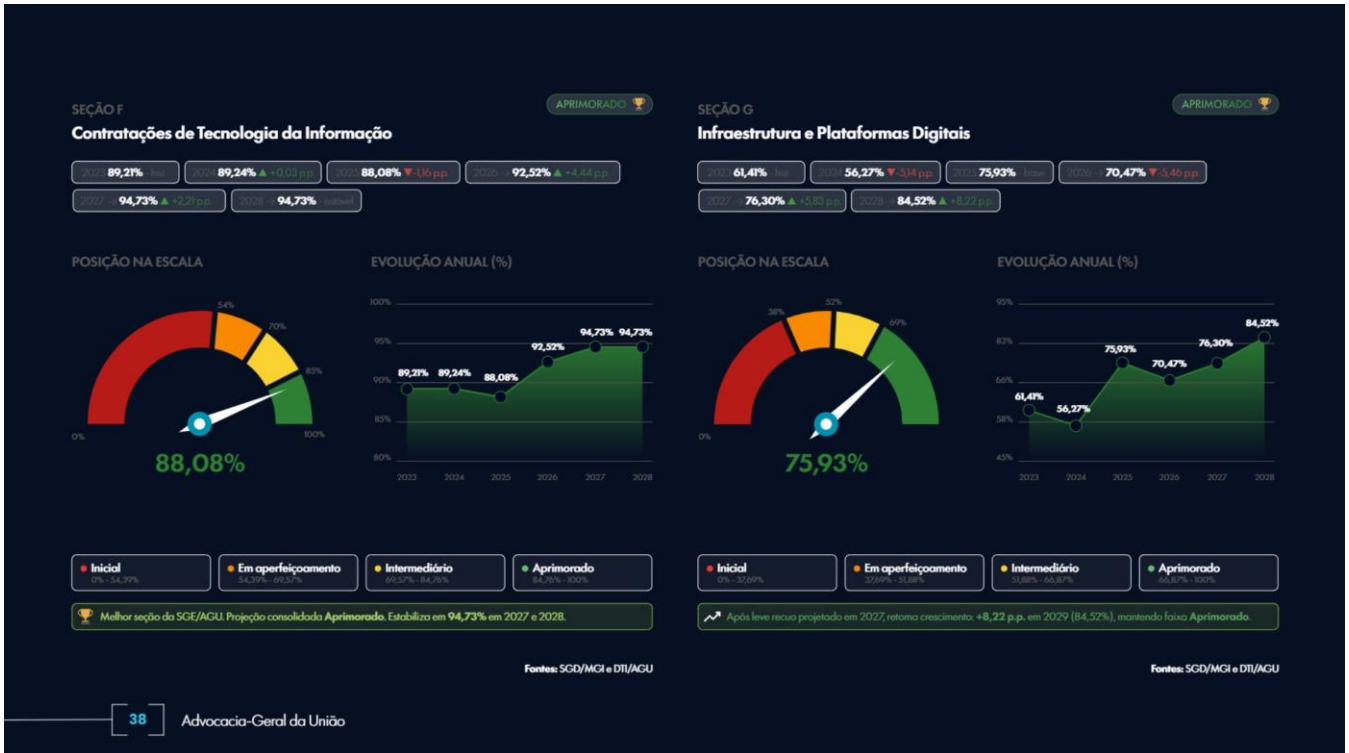 SEÇÃO F
APRIMORADO
Contratações de Tecnologia da Informação
2023 89,21% - hist
2024 89,24% ▲ +0,03 p.p.
2025 88,08% ▼ -1,16 p.p.
2026 → 92,52% ▲ +4,44 p.p.
2027 → 94,73% ▲ +2,21 p.p.
2028 → 94,73% - estável
POSIÇÃO NA ESCALA
0%
54%
70%
85%
100%
88,08%
EVOLUÇÃO ANUAL (%)
100%
95%
90%
85%
80%
89,21%
89,24%
88,08%
92,52%
94,73%
94,73%
2023
2024
2025
2026
2027
2028
Inicial
0% - 54,39%
Em aperfeiçoamento
54,39% - 69,57%
Intermediário
69,57% - 84,76%
Aprimorado
84,76% - 100%
Melhor seção da SGE/AGU. Projeção consolidada Aprimorado. Estabiliza em 94,73% em 2027 e 2028.
Fontes: SGD/MGI e DTI/AGU
SEÇÃO G
APRIMORADO
Infraestrutura e Plataformas Digitais
2023 61,41% - hist
2024 56,27% ▼ -5,14 p.p.
2025 75,93% - base
2026 → 70,47% ▼ -5,46 p.p.
2027 → 76,30% ▲ +5,83 p.p.
2028 → 84,52% ▲ +8,22 p.p.
POSIÇÃO NA ESCALA
0%
38%
52%
69%
75,93%
EVOLUÇÃO ANUAL (%)
95%
83%
66%
58%
45%
61,41%
56,27%
75,93%
70,47%
76,30%
84,52%
2023
2024
2025
2026
2027
2028
Inicial
0% - 37,69%
Em aperfeiçoamento
37,69% - 51,88%
Intermediário
51,88% - 66,87%
Aprimorado
66,87% - 100%
Após leve recuo projetado em 2027, retoma crescimento: +8,22 p.p. em 2029 (84,52%), mantendo faixa Aprimorado.
Fontes: SGD/MGI e DTI/AGU
38
Advocacia-Geral da União